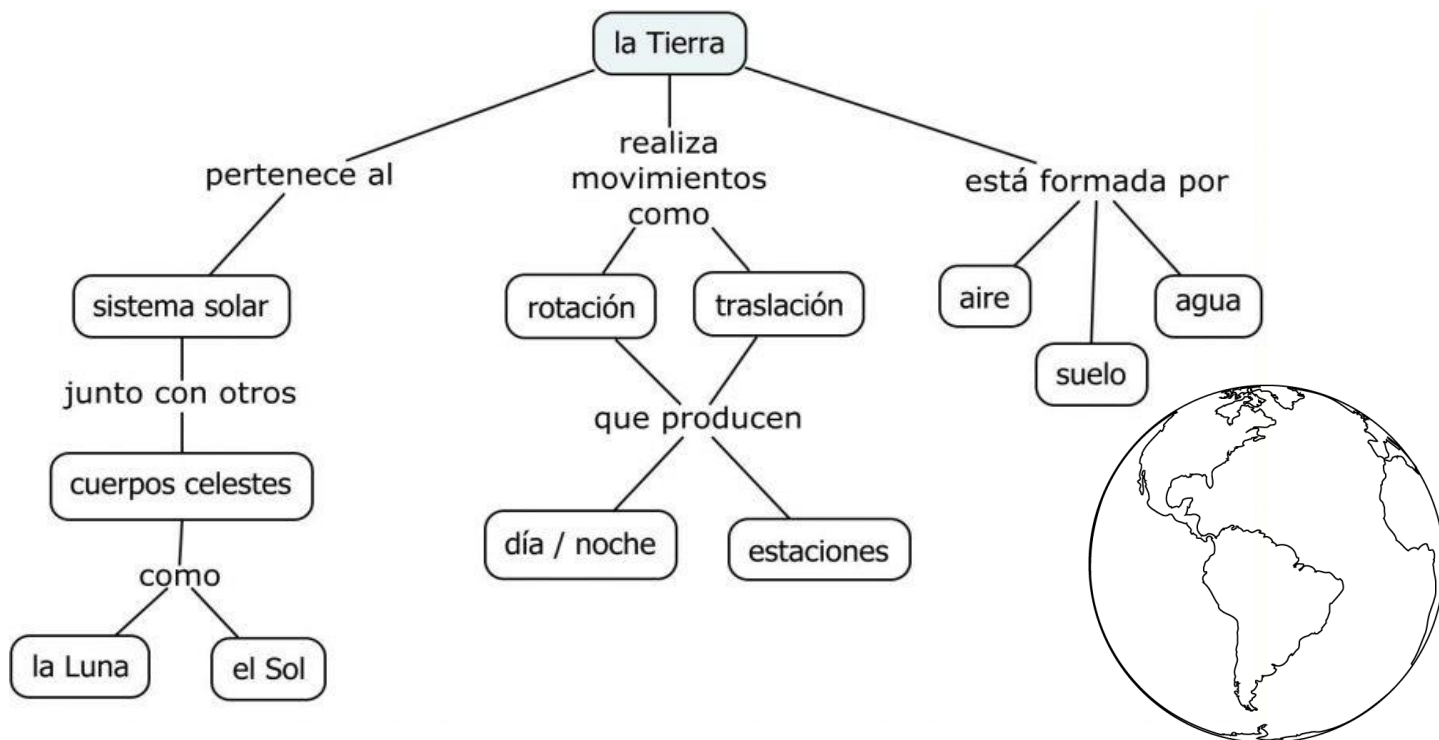 la Tierra
pertenece al
sistema solar
junto con otros
cuerpos celestes
como
la Luna
el Sol
realiza
movimientos
como
rotación
traslación
que producen
día / noche
estaciones
está formada por
aire
suelo
agua